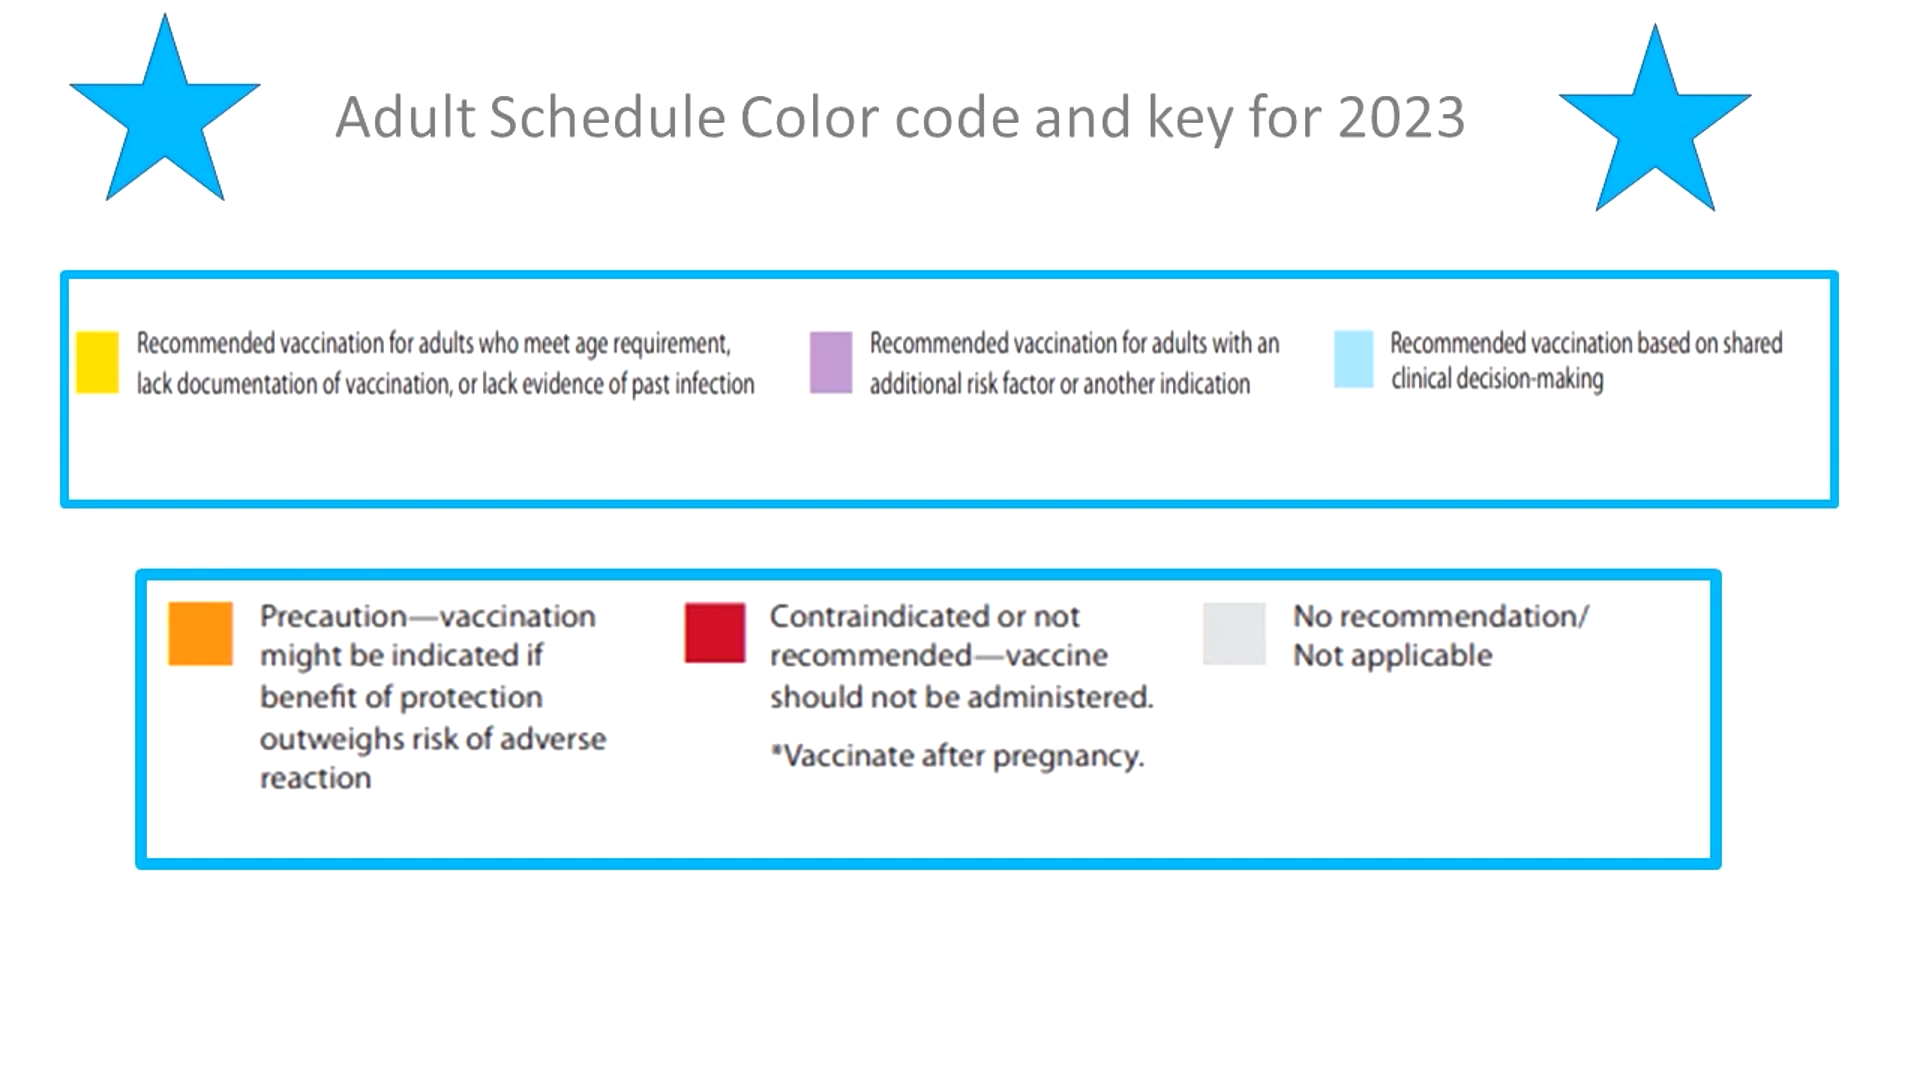 Adult Schedule Color code and key for 2023
Recommended vaccination for adults who meet age requirement,
lack documentation of vaccination, or lack evidence of past infection
Recommended vaccination for adults with an
additional risk factor or another indication
Recommended vaccination based on shared
clinical decision-making
Precaution—vaccination
might be indicated if
benefit of protection
outweighs risk of adverse
reaction
Contraindicated or not
recommended—vaccine
should not be administered.
*Vaccinate after pregnancy.
No recommendation/
Not applicable